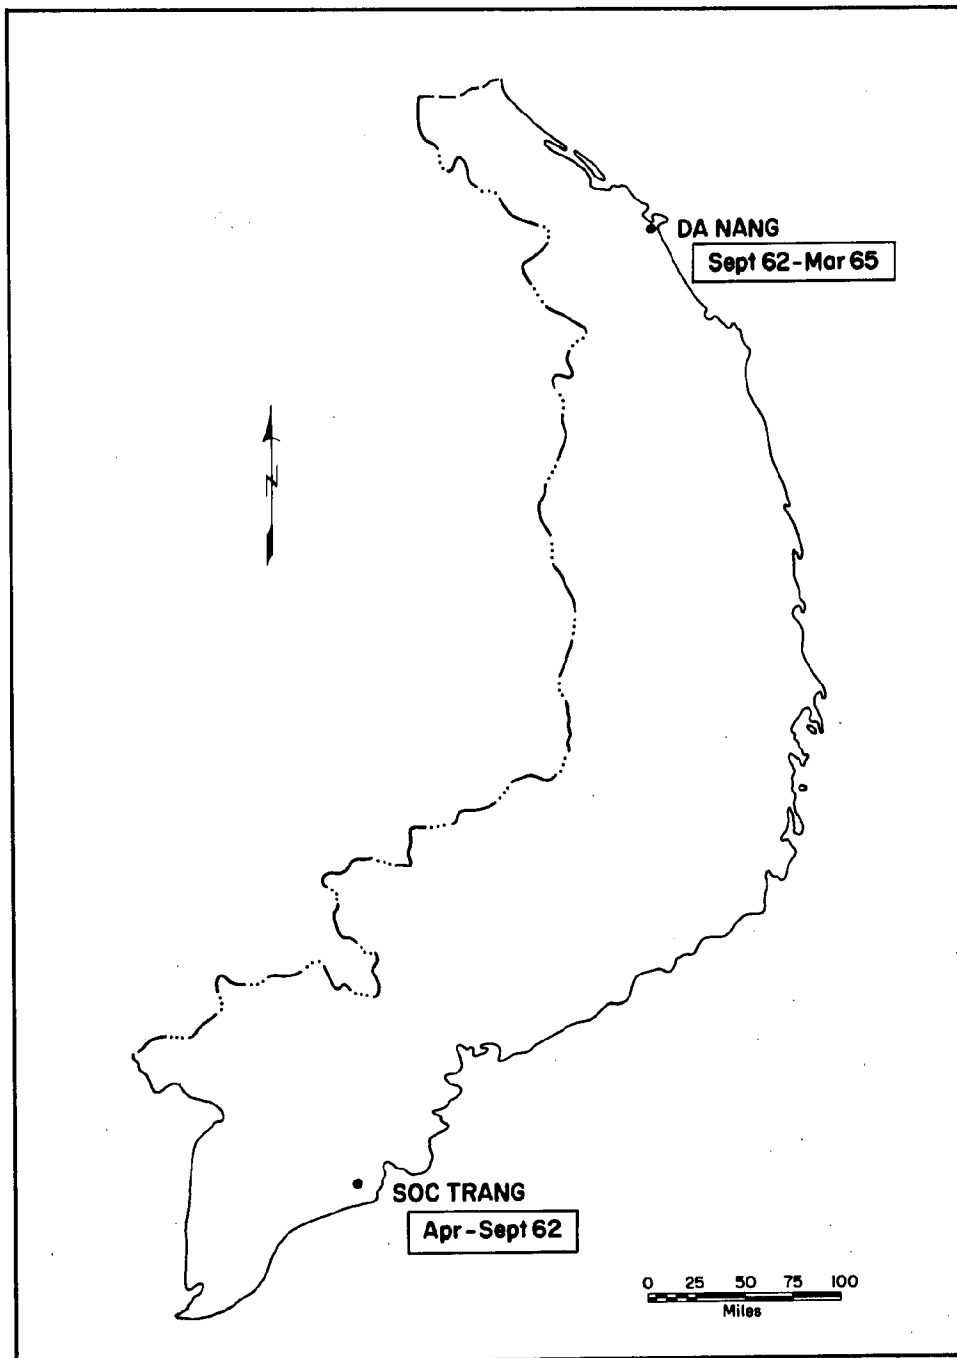 DA NANG
Sept 62-Mar 65
N
SOC TRANG
Apr-Sept 62
0 25 50 75 100
Miles